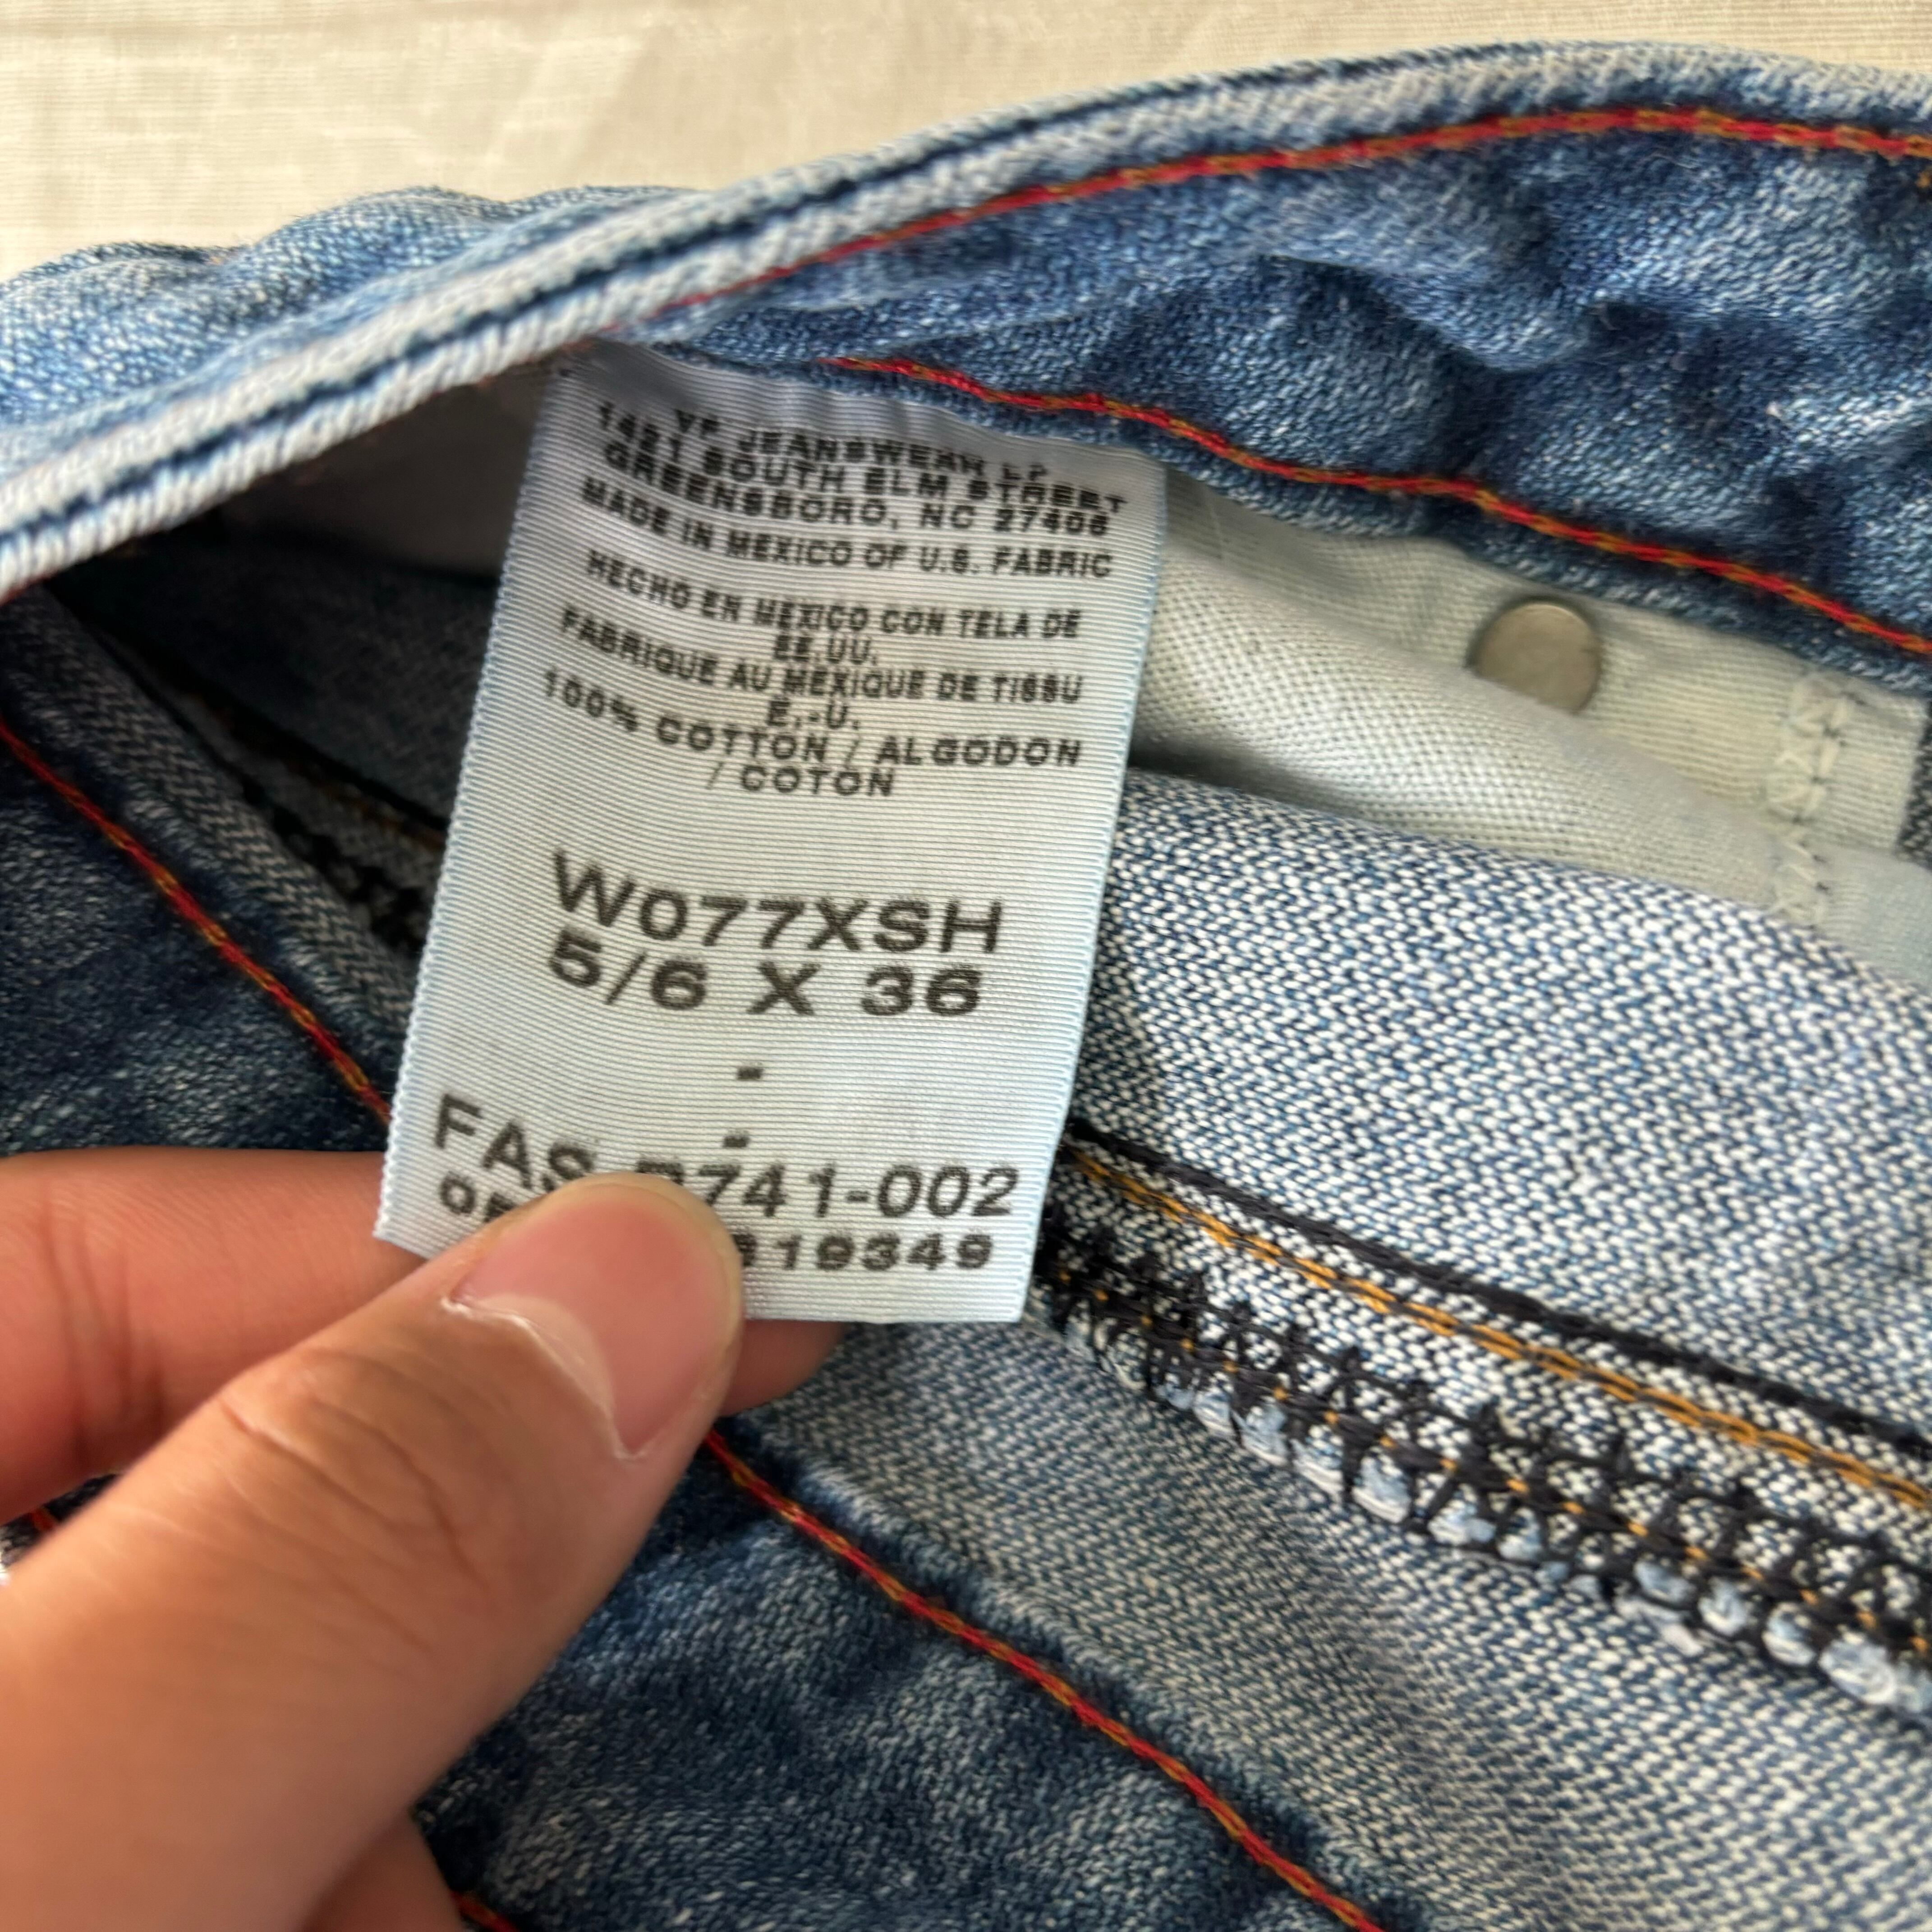 VF JEANSWEAR LP
1421 SOUTH ELM STREET
GREENSBORO, NC 27406
MADE IN MEXICO OF U.S. FABRIC
HECHO EN MEXICO CON TELA DE
EE.UU.
FABRIQUE AU MEXIQUE DE TISSU
E.-U.
100% COTTON / ALGODON
/ COTON
W077XSH
5/6 X 36
-
-
FAS 741-002
19349